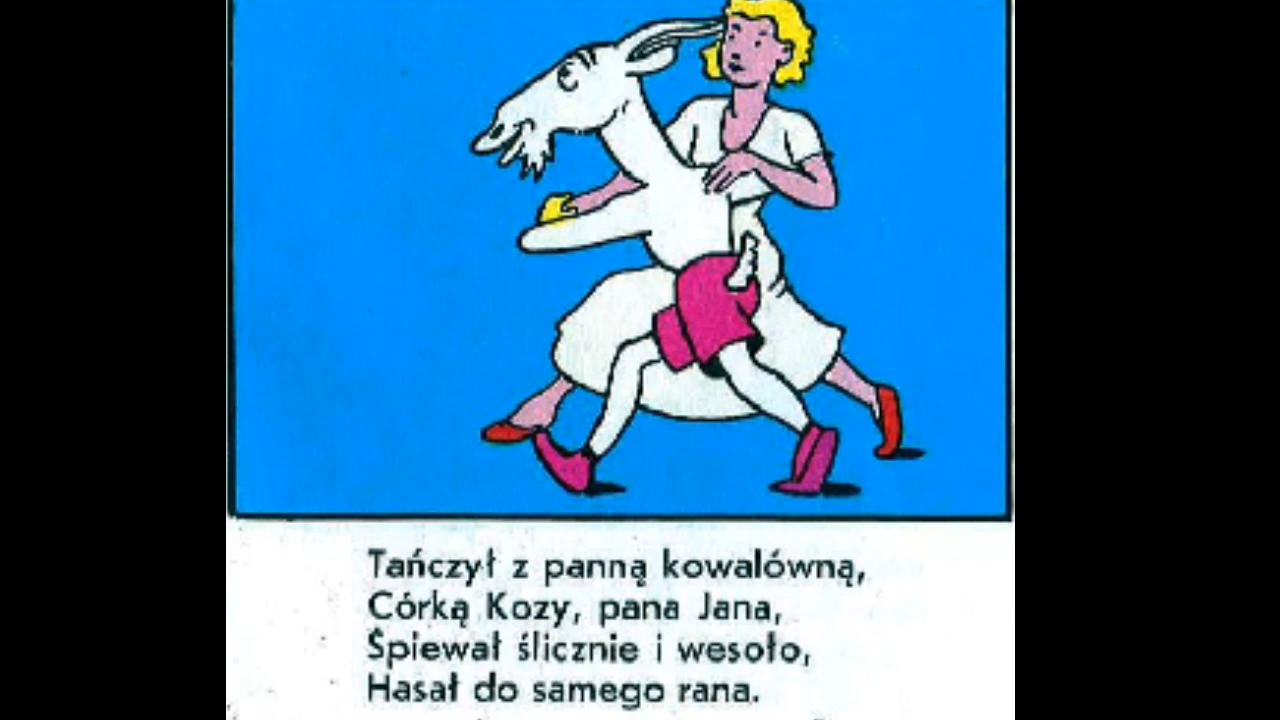 Tańczył z panną kowalówną,
Córką Kozy, pana Jana,
Śpiewał ślicznie i wesoło,
Hasał do samego rana.